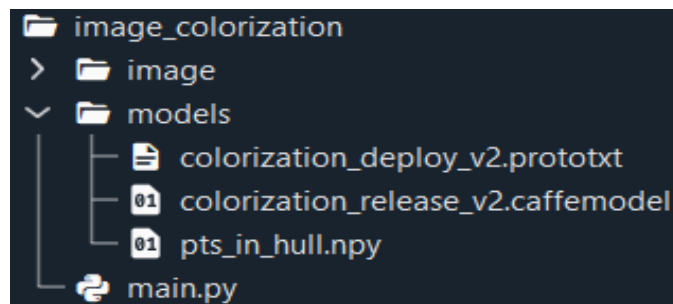 image_colorization
image
models
colorization_deploy_v2.prototxt
colorization_release_v2.caffemodel
pts_in_hull.npy
main.py